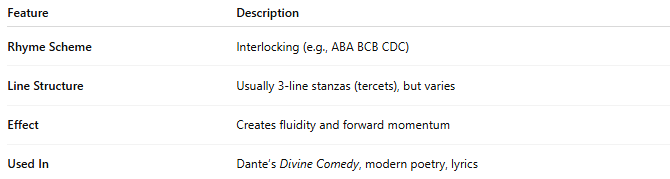 Feature Description
Rhyme Scheme Interlocking (e.g., ABA BCB CDC)
Line Structure Usually 3-line stanzas (tercets), but varies
Effect Creates fluidity and forward momentum
Used In Dante's Divine Comedy, modern poetry, lyrics